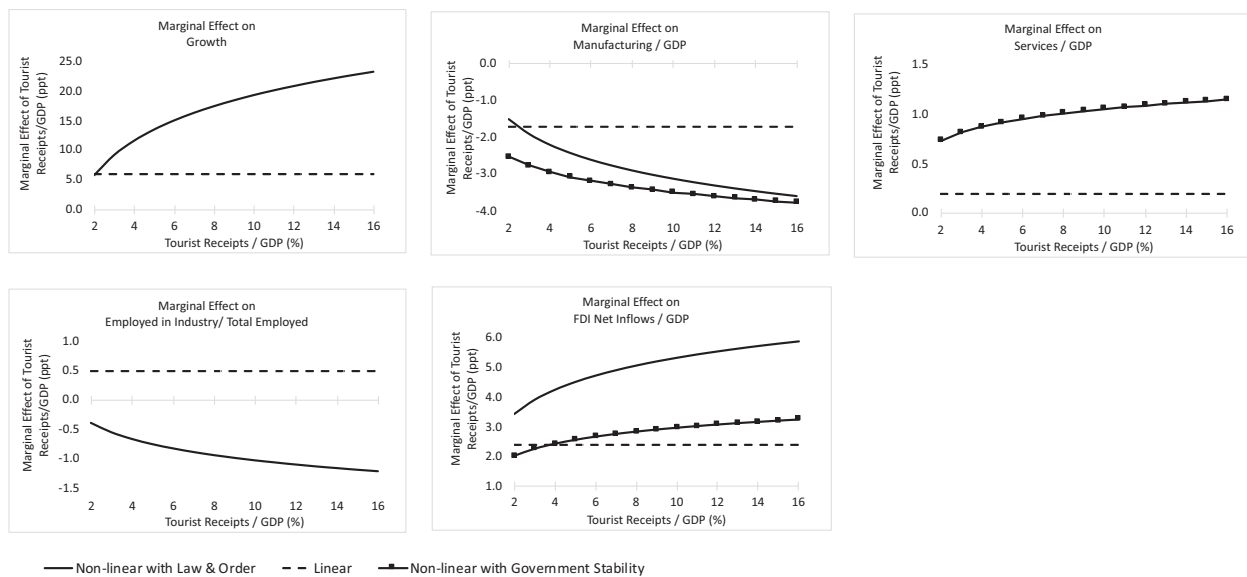 Marginal Effect on
Growth
Marginal Effect of Tourist
Receipts/GDP (ppt)
25.0
20.0
15.0
10.0
5.0
0.0
2 4 6 8 10 12 14 16
Tourist Receipts / GDP (%)
Marginal Effect on
Manufacturing / GDP
Marginal Effect of Tourist
Receipts/GDP (ppt)
0.0
-1.0
-2.0
-3.0
-4.0
2 4 6 8 10 12 14 16
Tourist Receipts / GDP (%)
Marginal Effect on
Services / GDP
Marginal Effect of Tourist
Receipts/GDP (ppt)
1.5
1.0
0.5
0.0
2 4 6 8 10 12 14 16
Tourist Receipts / GDP (%)
Marginal Effect on
Employed in Industry/ Total Employed
Marginal Effect of Tourist
Receipts/GDP (ppt)
1.0
0.5
0.0
-0.5
-1.0
-1.5
2 4 6 8 10 12 14 16
Tourist Receipts / GDP (%)
Marginal Effect on
FDI Net Inflows / GDP
Marginal Effect of Tourist
Receipts/GDP (ppt)
6.0
5.0
4.0
3.0
2.0
1.0
2 4 6 8 10 12 14 16
Tourist Receipts / GDP (%)
Non-linear with Law & Order Linear Non-linear with Government Stability